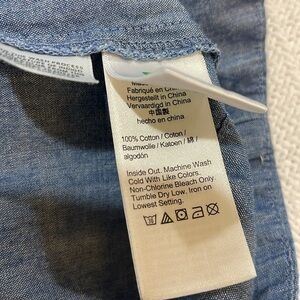 WASH PROCESS
Fabriqué en
Hergestellt in China
Vervaardigd in China
中国製
hecho en china
100% Cotton / Coton /
Baumwolle / Katoen / 綿 /
algodón
Inside Out. Machine Wash
Cold With Like Colors.
Non-Chlorine Bleach Only.
Tumble Dry Low. Iron on
Lowest Setting.